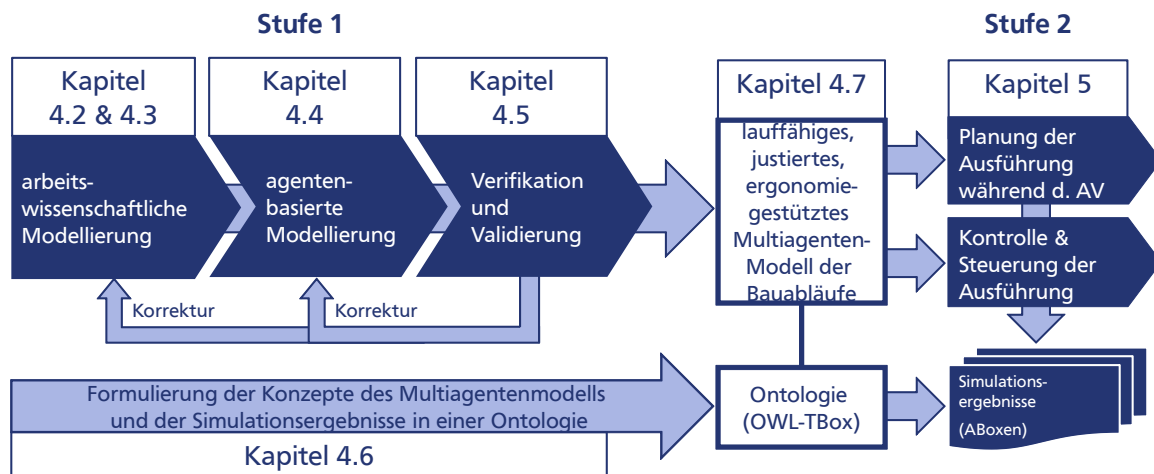 Stufe 1
Stufe 2
Kapitel
4.2 & 4.3
Kapitel
4.4
Kapitel
4.5
Kapitel 4.7
Kapitel 5
arbeits-
wissenschaftliche
Modellierung
agenten-
basierte
Modellierung
Verifikation
und
Validierung
lauffähiges,
justiertes,
ergonomie-
gestütztes
Multiagenten-
Modell der
Bauabläufe
Planung der
Ausführung
während d. AV
Kontrolle &
Steuerung der
Ausführung
Korrektur
Korrektur
Formulierung der Konzepte des Multiagentenmodells
und der Simulationsergebnisse in einer Ontologie
Kapitel 4.6
Ontologie
(OWL-TBox)
Simulations-
ergebnisse
(ABoxen)